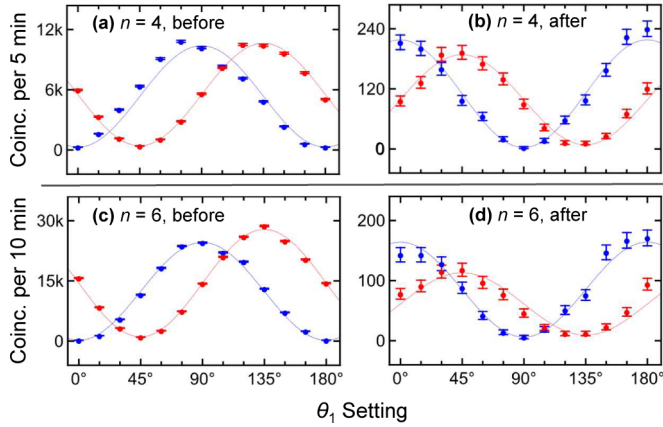 (a) n = 4, before
(b) n = 4, after
Coinc. per 5 min
12k
6k
0
240
120
0
(c) n = 6, before
(d) n = 6, after
Coinc. per 10 min
30k
15k
0
200
100
0
0° 45° 90° 135° 180°
0° 45° 90° 135° 180°
θ1 Setting